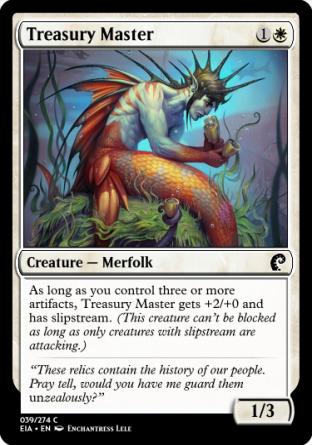 Treasury Master 1
Creature — Merfolk
As long as you control three or more
artifacts, Treasury Master gets +2/+0 and
has slipstream. (This creature can't be blocked
as long as only creatures with slipstream are
attacking.)
“These relics contain the history of our people.
Pray tell, would you have me guard them
unzealously?”
1/3
039/274 C
EIA • EN Enchantress Lele